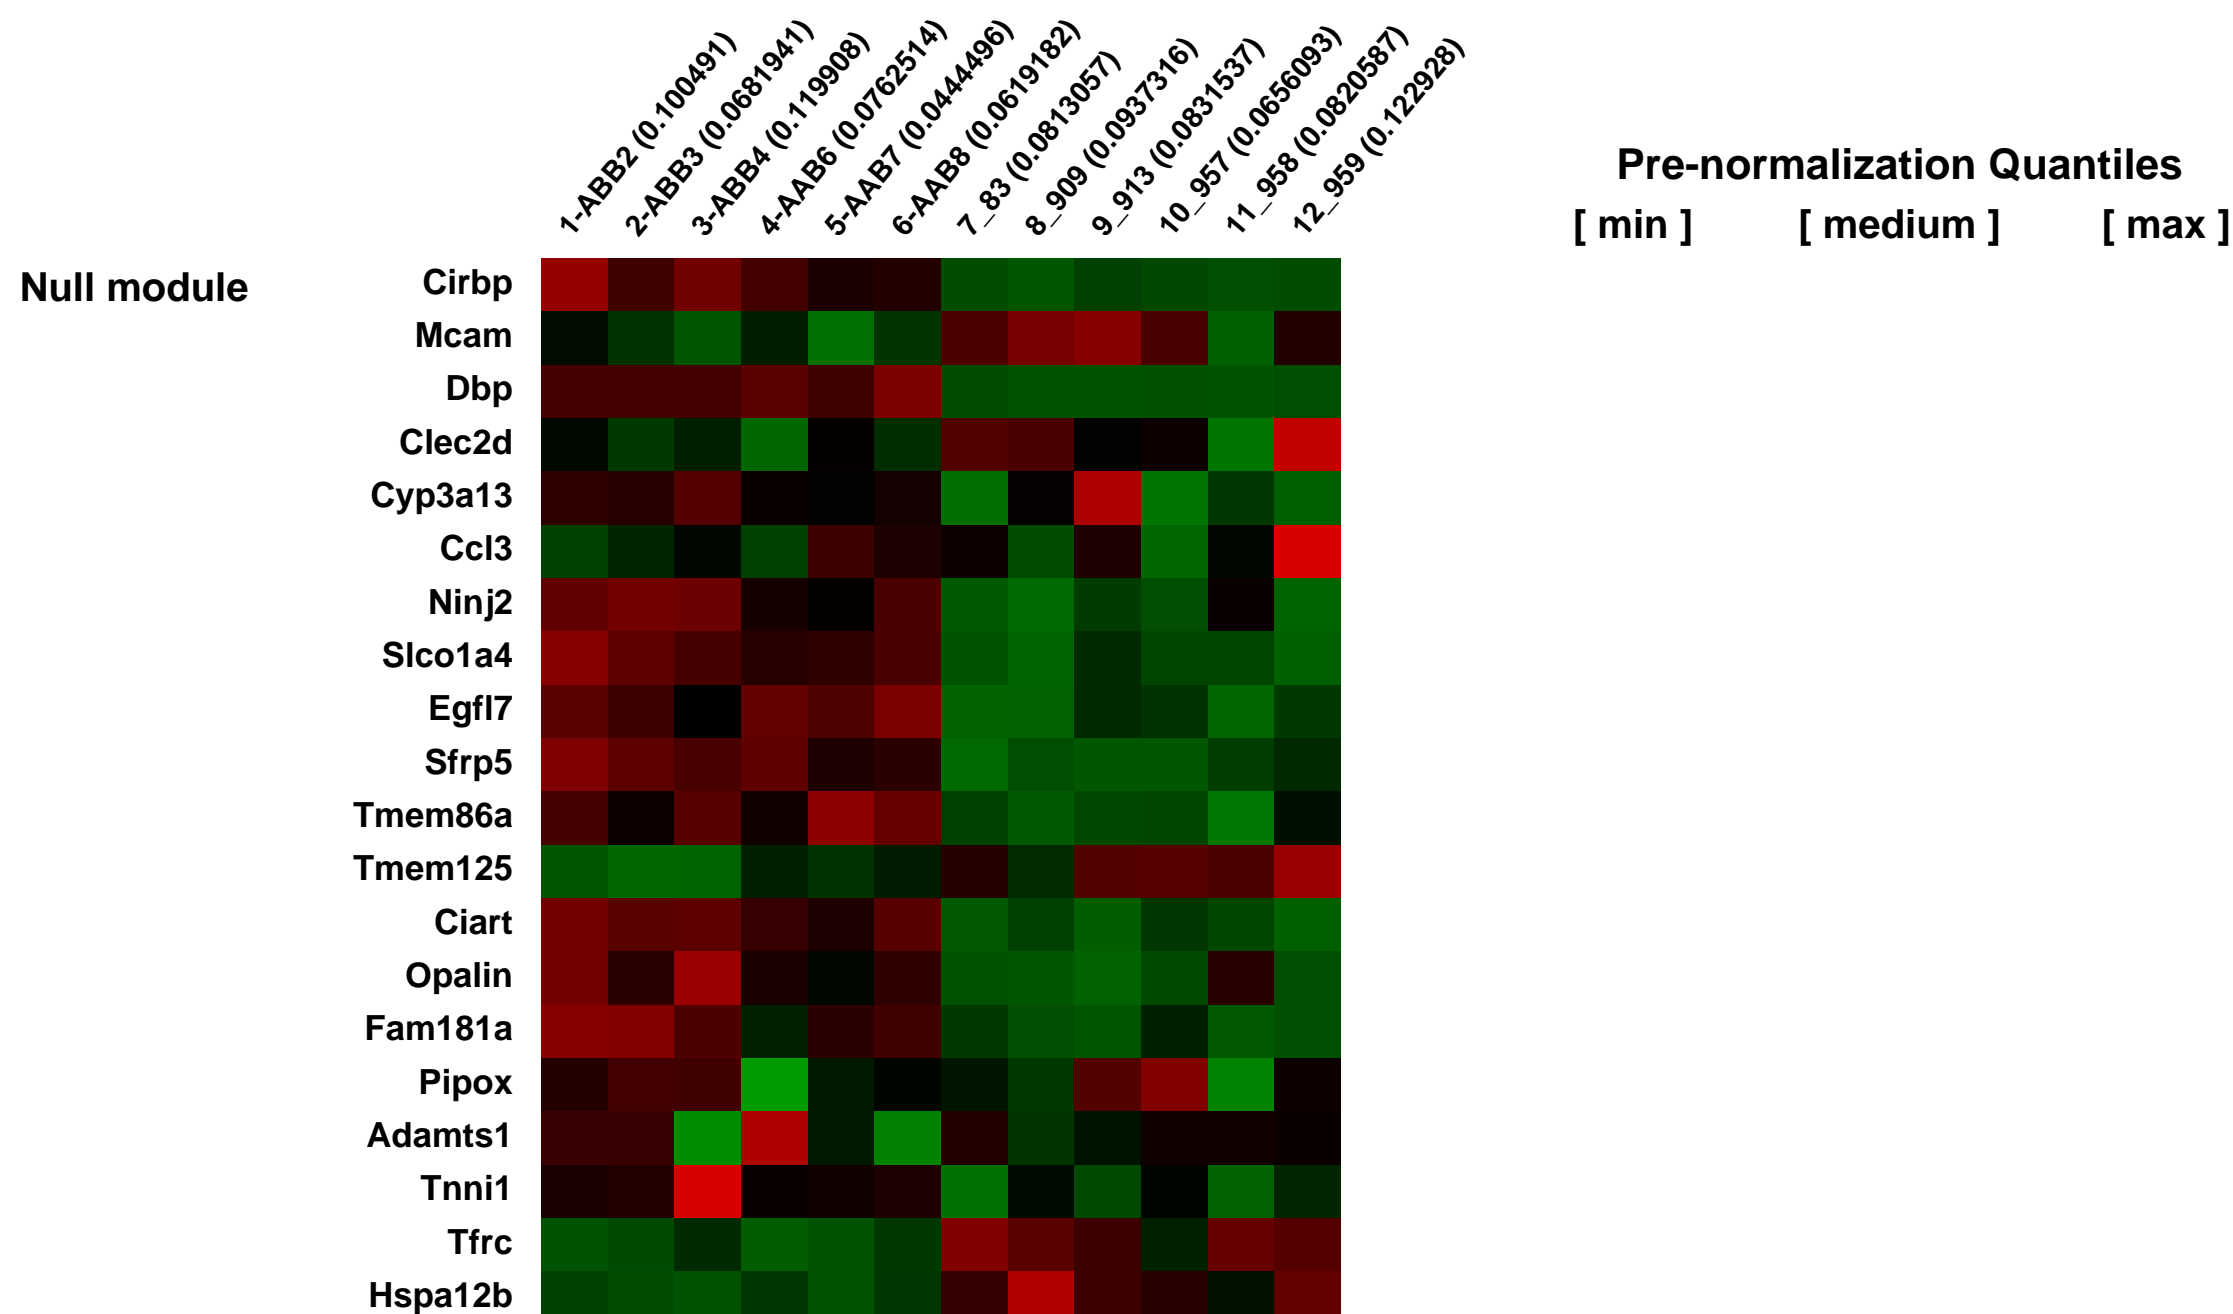 1-ABB2 (0.100491)
2-ABB3 (0.0681941)
3-ABB4 (0.119908)
4-AAB6 (0.0762514)
5-AAB7 (0.0444496)
6-AAB8 (0.0619182)
7_83 (0.0813057)
8_909 (0.0937316)
9_913 (0.0831537)
10_957 (0.0656093)
11_958 (0.0820587)
12_959 (0.122928)
Pre-normalization Quantiles
[ min ] [ medium ] [ max ]
Null module
Cirbp
Mcam
Dbp
Clec2d
Cyp3a13
Ccl3
Ninj2
Slco1a4
Egfl7
Sfrp5
Tmem86a
Tmem125
Ciart
Opalin
Fam181a
Pipox
Adamts1
Tnni1
Tfrc
Hspa12b